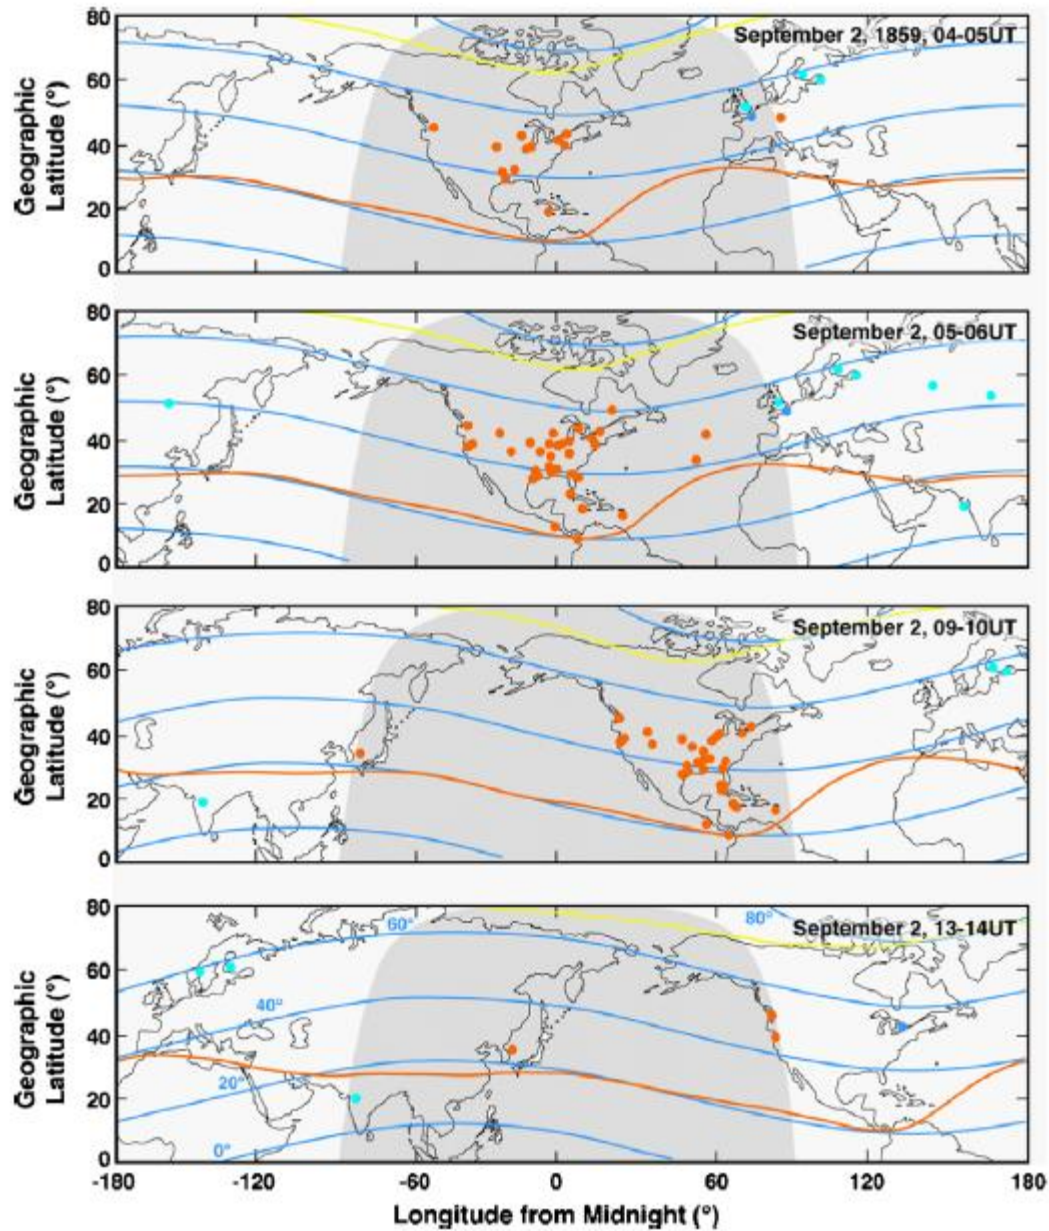 80
60
40
20
0
Geographic
Latitude (°)
September 2, 1859, 04-05UT
80
60
40
20
0
Geographic
Latitude (°)
September 2, 05-06UT
80
60
40
20
0
Geographic
Latitude (°)
September 2, 09-10UT
80
60
40
20
0
Geographic
Latitude (°)
60°
80°
September 2, 13-14UT
40°
20°
0°
-180 -120 -60 0 60 120 180
Longitude from Midnight (°)